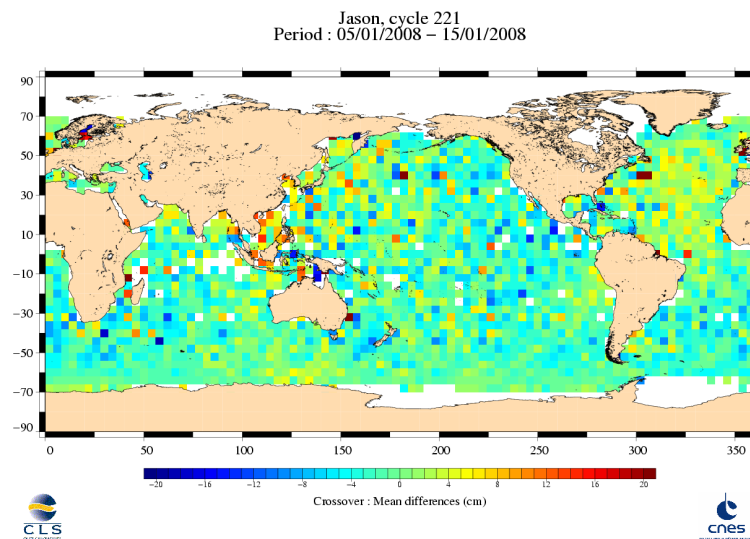 Jason, cycle 221
Period : 05/01/2008 − 15/01/2008
90
70
50
30
10
−10
−30
−50
−70
−90
0 50 100 150 200 250 300 350
−20 −16 −12 −8 −4 0 4 8 12 16 20
Crossover : Mean differences (cm)
CLS
cnes